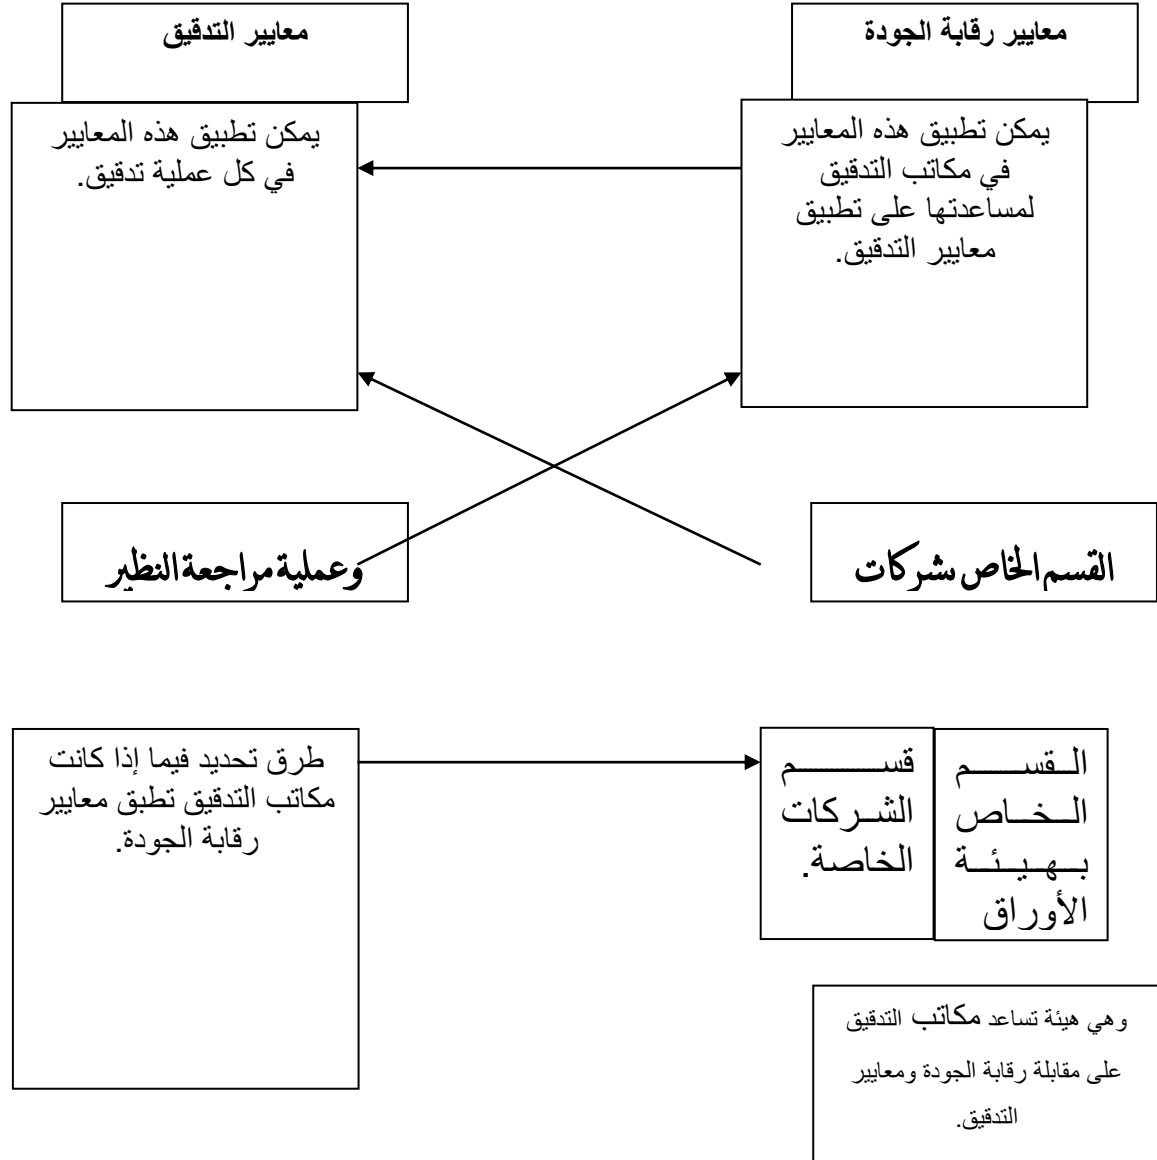 معايير رقابة الجودة
معايير التدقيق
يمكن تطبيق هذه المعايير
في مكاتب التدقيق
لمساعدتها على تطبيق
معايير التدقيق.
يمكن تطبيق هذه المعايير
في كل عملية تدقيق.
القسم الخاص بشركات
وعملية مراجعة النظير
القسم
الخاص
بهيئة
الأوراق
قسم
الشركات
الخاصة.
طرق تحديد فيما إذا كانت
مكاتب التدقيق تطبق معايير
رقابة الجودة.
وهي هيئة تساعد مكاتب التدقيق
على مقابلة رقابة الجودة ومعايير
التدقيق.